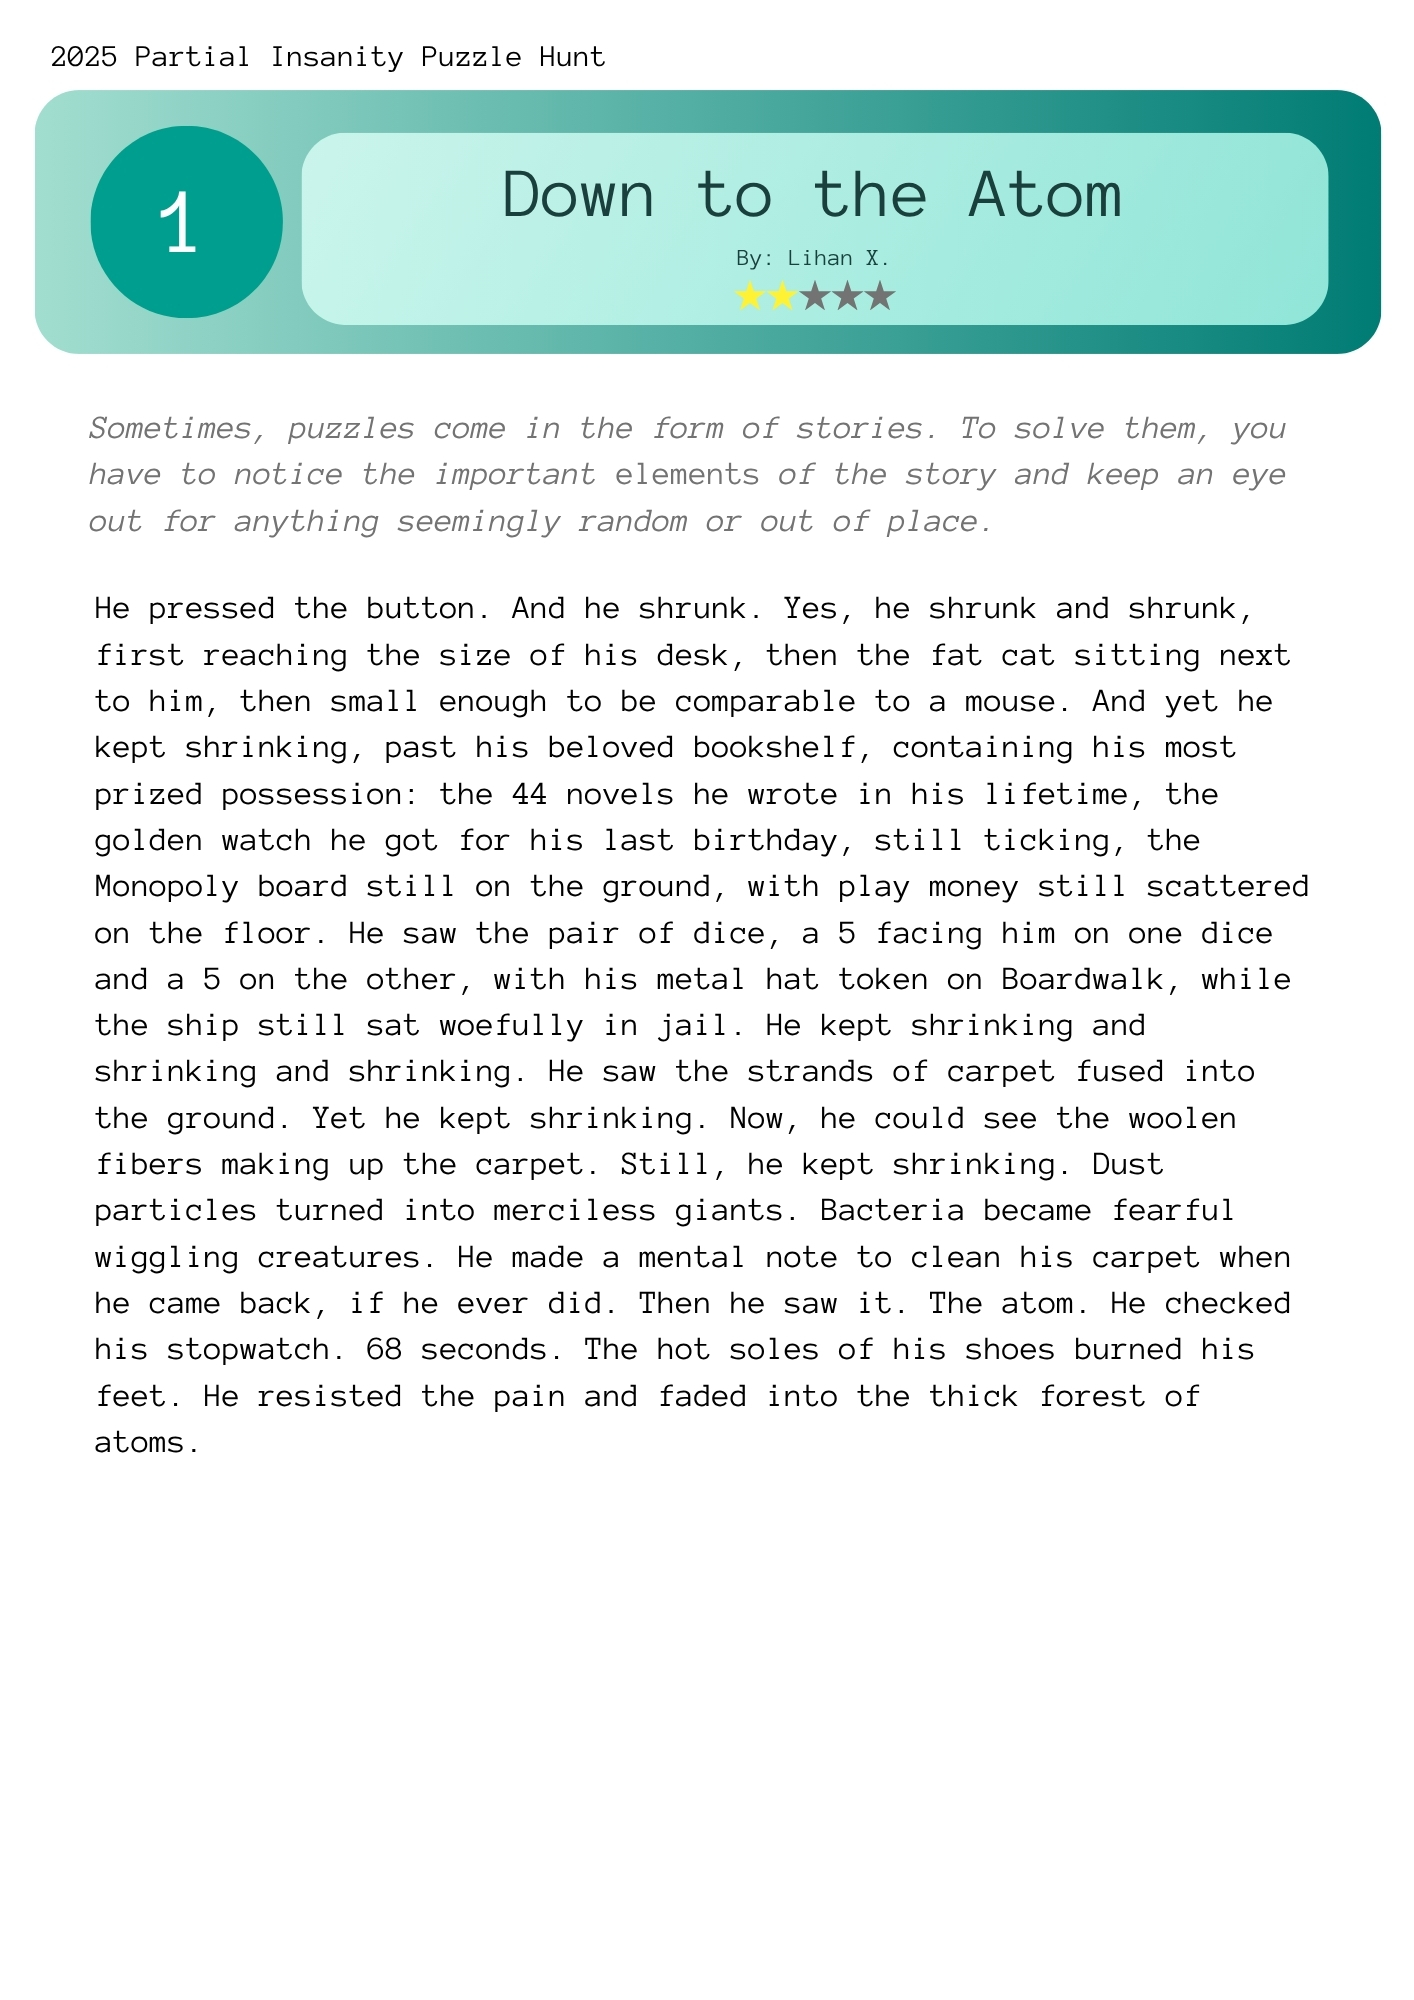 2025 Partial Insanity Puzzle Hunt
1
Down to the Atom
By: Lihan X.
Sometimes, puzzles come in the form of stories. To solve them, you
have to notice the important elements of the story and keep an eye
out for anything seemingly random or out of place.
He pressed the button. And he shrunk. Yes, he shrunk and shrunk,
first reaching the size of his desk, then the fat cat sitting next
to him, then small enough to be comparable to a mouse. And yet he
kept shrinking, past his beloved bookshelf, containing his most
prized possession: the 44 novels he wrote in his lifetime, the
golden watch he got for his last birthday, still ticking, the
Monopoly board still on the ground, with play money still scattered
on the floor. He saw the pair of dice, a 5 facing him on one dice
and a 5 on the other, with his metal hat token on Boardwalk, while
the ship still sat woefully in jail. He kept shrinking and
shrinking and shrinking. He saw the strands of carpet fused into
the ground. Yet he kept shrinking. Now, he could see the woolen
fibers making up the carpet. Still, he kept shrinking. Dust
particles turned into merciless giants. Bacteria became fearful
wiggling creatures. He made a mental note to clean his carpet when
he came back, if he ever did. Then he saw it. The atom. He checked
his stopwatch. 68 seconds. The hot soles of his shoes burned his
feet. He resisted the pain and faded into the thick forest of
atoms.